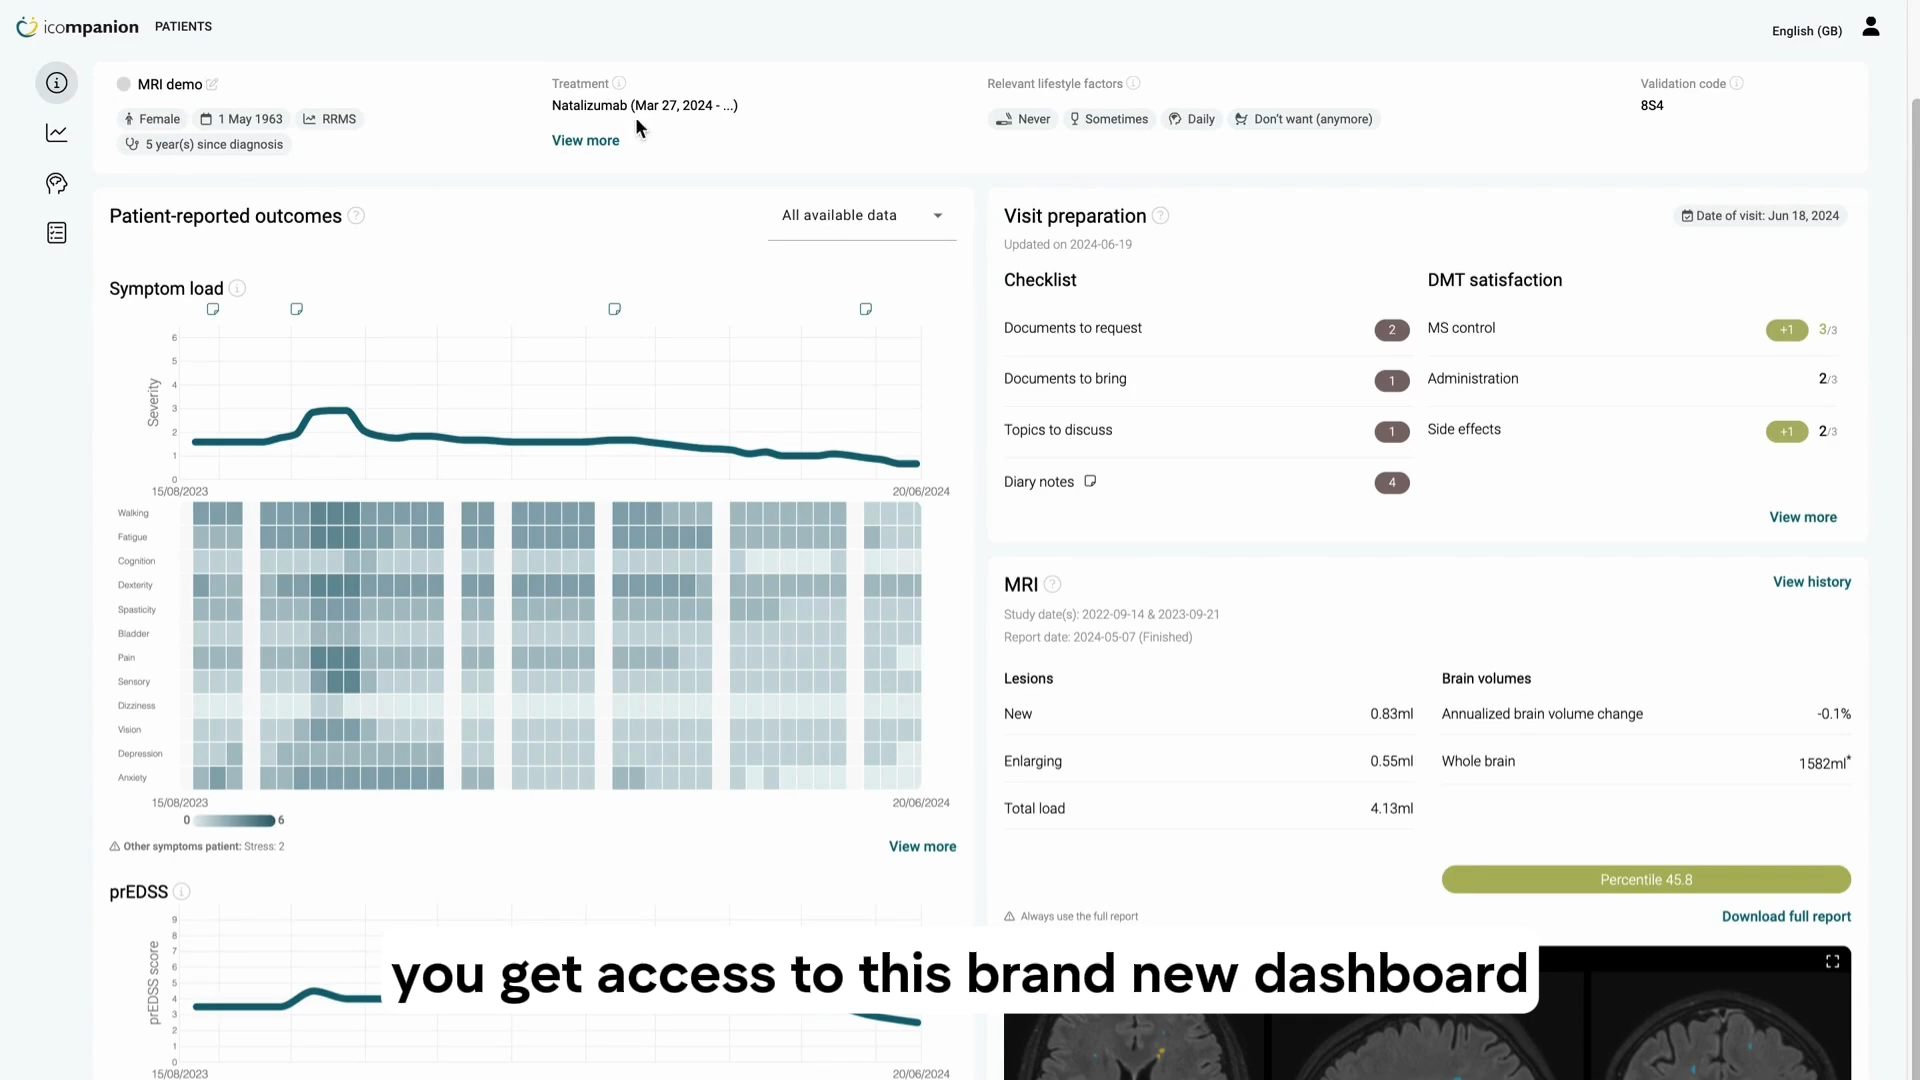 icompanion PATIENTS
English (GB)
MRI demo
Female 1 May 1963 RRMS
5 year(s) since diagnosis
Treatment
Natalizumab (Mar 27, 2024 - ...)
View more
Relevant lifestyle factors
Never Sometimes Daily Don't want (anymore)
Validation code
8S4
Patient-reported outcomes
All available data
Symptom load
Severity
6
5
4
3
2
1
0
15/08/2023 20/06/2024
Walking
Fatigue
Cognition
Dexterity
Spasticity
Bladder
Pain
Sensory
Dizziness
Vision
Depression
Anxiety
15/08/2023 20/06/2024
0 6
Other symptoms patient: Stress: 2
View more
prEDSS
prEDSS score
9
8
7
6
5
4
3
2
1
0
15/08/2023 20/06/2024
Visit preparation
Date of visit: Jun 18, 2024
Updated on 2024-06-19
Checklist
Documents to request 2
Documents to bring 1
Topics to discuss 1
Diary notes 4
DMT satisfaction
MS control +1 3/3
Administration 2/3
Side effects +1 2/3
View more
MRI
View history
Study date(s): 2022-09-14 & 2023-09-21
Report date: 2024-05-07 (Finished)
Lesions
New 0.83ml
Enlarging 0.55ml
Total load 4.13ml
Brain volumes
Annualized brain volume change -0.1%
Whole brain 1582ml*
Percentile 45.8
Always use the full report
Download full report
you get access to this brand new dashboard